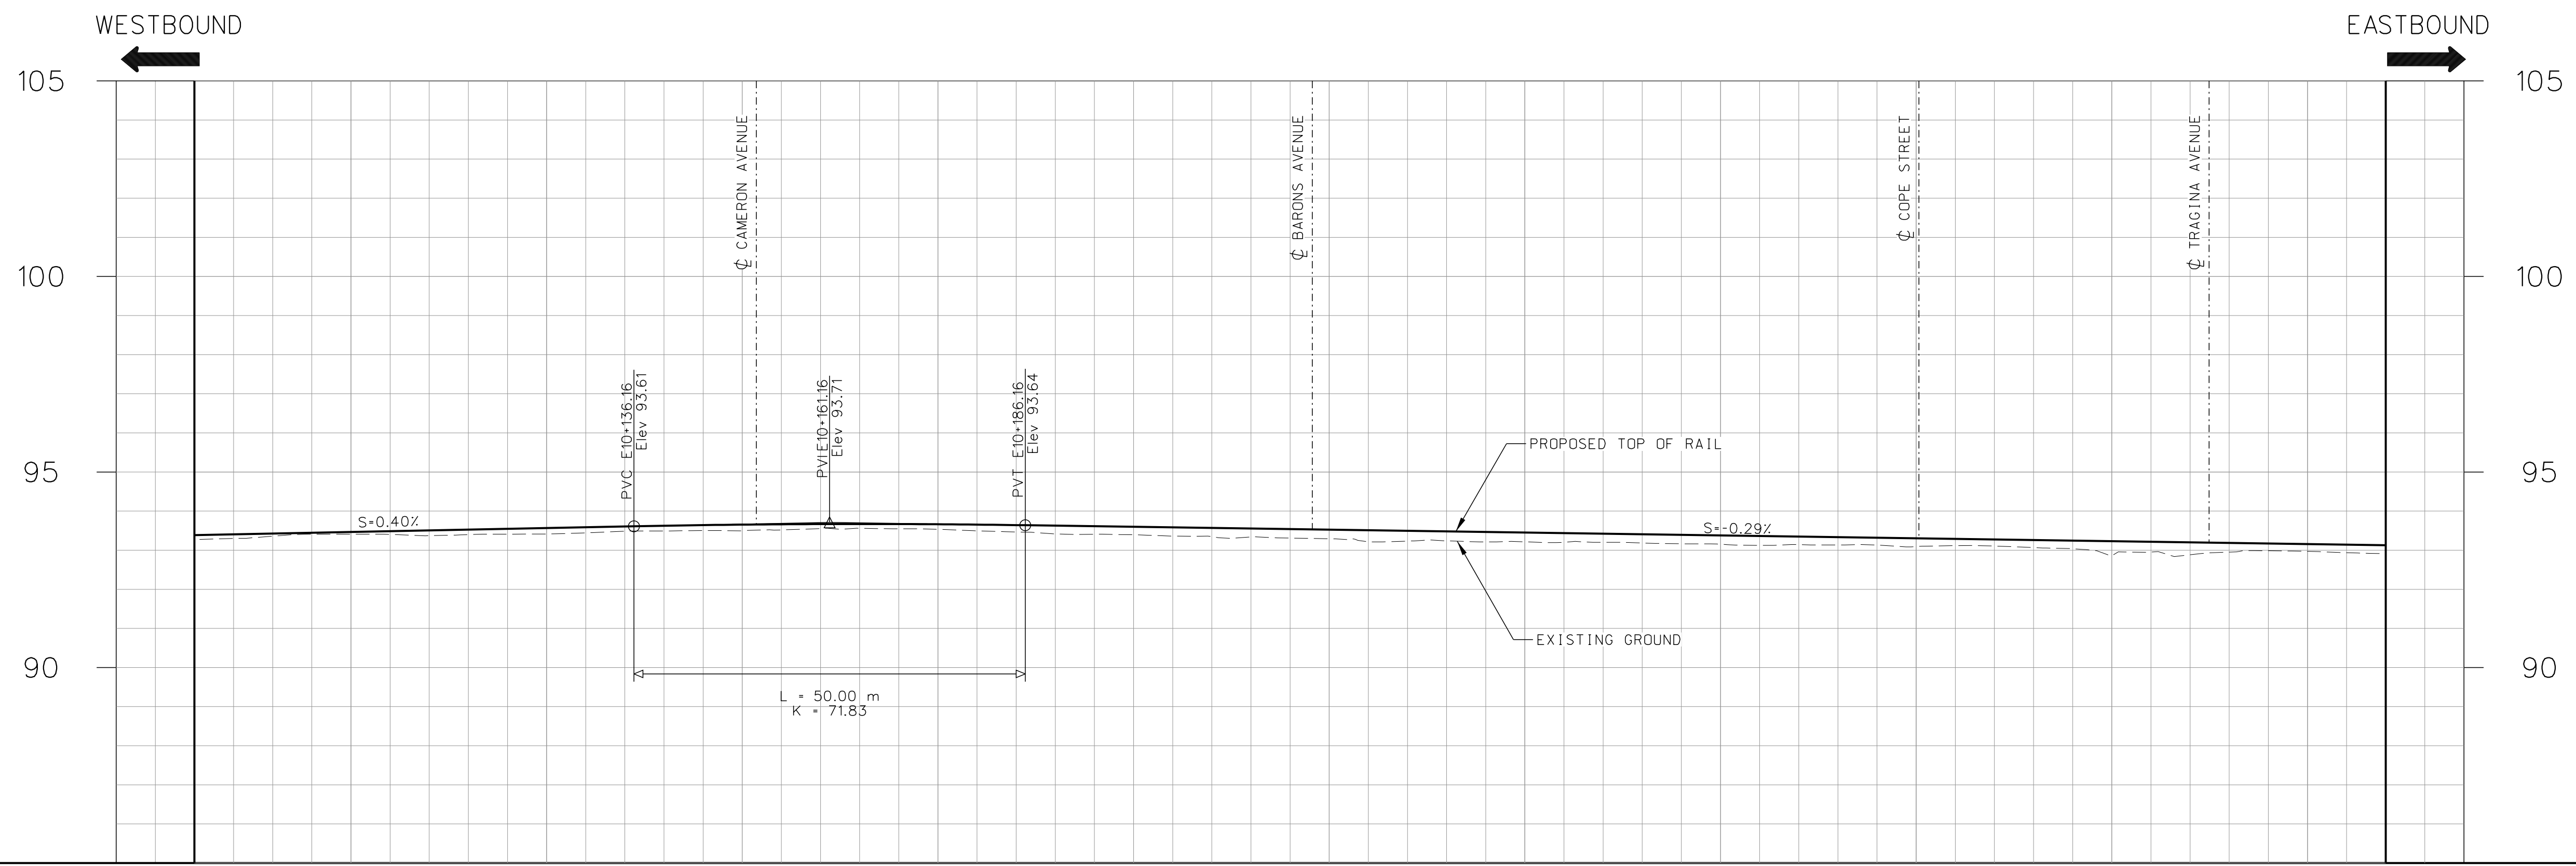 WESTBOUND
EASTBOUND
105
105
℄ CAMERON AVENUE
℄ BARONS AVENUE
℄ COPE STREET
℄ TRAGINA AVENUE
100
100
PVC E10+136.16
Elev 93.61
PVI E10+161.16
Elev 93.71
PVT E10+186.16
Elev 93.64
PROPOSED TOP OF RAIL
95
95
S=0.40%
S=-0.29%
EXISTING GROUND
90
90
L = 50.00 m
K = 71.83